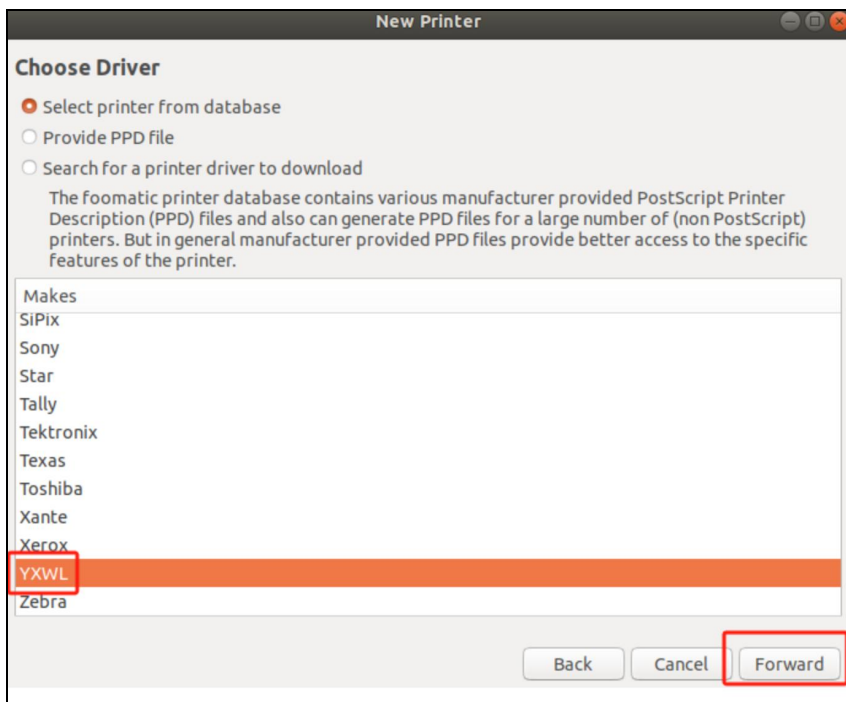 New Printer
Choose Driver
Select printer from database
Provide PPD file
Search for a printer driver to download
The foomatic printer database contains various manufacturer provided PostScript Printer
Description (PPD) files and also can generate PPD files for a large number of (non PostScript)
printers. But in general manufacturer provided PPD files provide better access to the specific
features of the printer.
Makes
SiPix
Sony
Star
Tally
Tektronix
Texas
Toshiba
Xante
Xerox
YXWL
Zebra
Back Cancel Forward